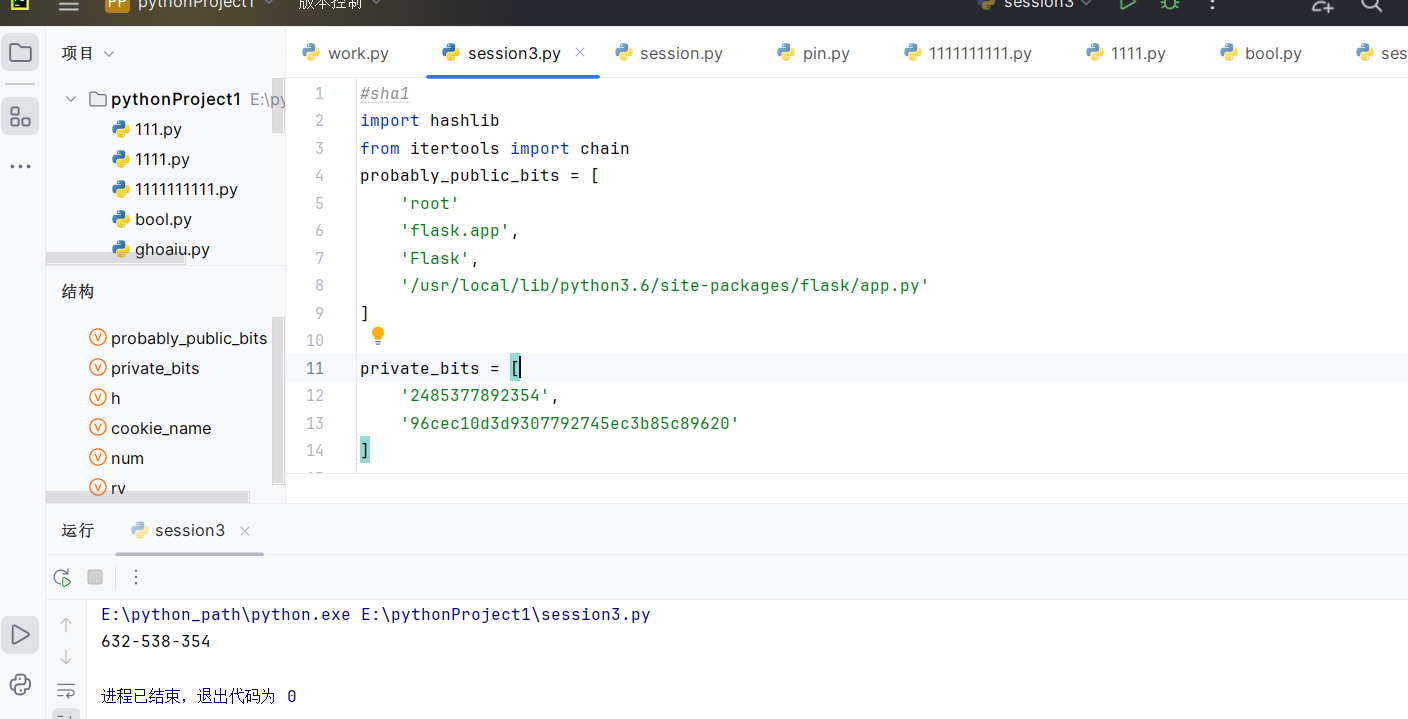 PP pythonProject1 版本控制 session3
项目
work.py session3.py session.py pin.py 1111111111.py 1111.py bool.py ses
pythonProject1 E:\py
111.py
1111.py
1111111111.py
bool.py
ghoaiu.py
结构
probably_public_bits
private_bits
h
cookie_name
num
rv
1 #sha1
2 import hashlib
3 from itertools import chain
4 probably_public_bits = [
5 'root'
6 'flask.app',
7 'Flask',
8 '/usr/local/lib/python3.6/site-packages/flask/app.py'
9 ]
10
11 private_bits = [
12 '2485377892354',
13 '96cec10d3d9307792745ec3b85c89620'
14 ]
运行 session3
E:\python_path\python.exe E:\pythonProject1\session3.py
632-538-354
进程已结束，退出代码为 0